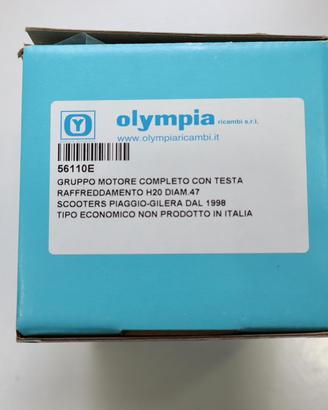 Y
olympia ricambi s.r.l.
www.olympiaricambi.it
56110E
GRUPPO MOTORE COMPLETO CON TESTA
RAFFREDDAMENTO H20 DIAM.47
SCOOTERS PIAGGIO-GILERA DAL 1998
TIPO ECONOMICO NON PRODOTTO IN ITALIA